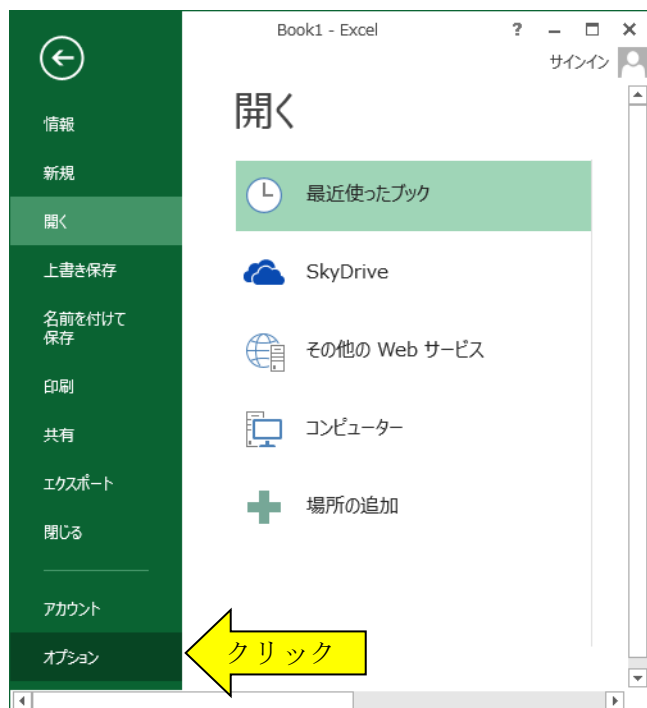 Book1 - Excel
?
サインイン
情報
新規
開く
上書き保存
名前を付けて
保存
印刷
共有
エクスポート
閉じる
アカウント
オプション
開く
最近使ったブック
SkyDrive
その他の Web サービス
コンピューター
場所の追加
クリック